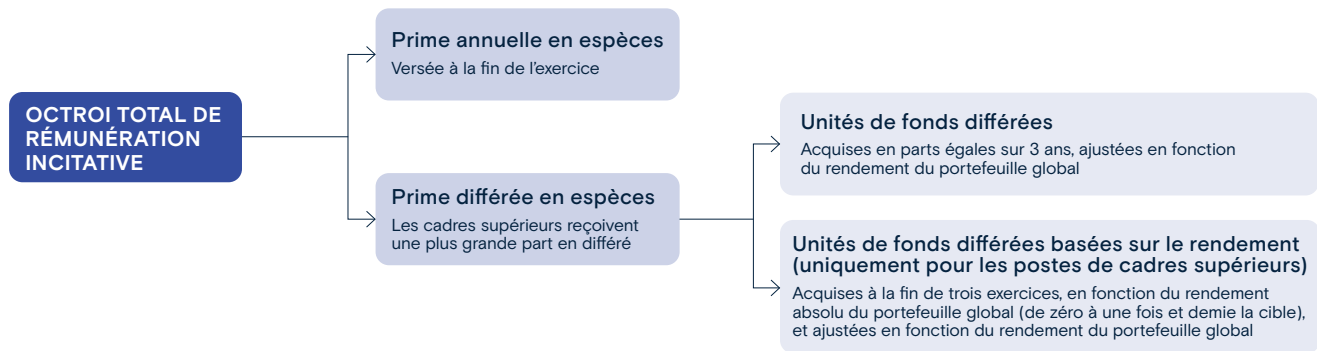 OCTROI TOTAL DE
RÉMUNÉRATION
INCITATIVE
Prime annuelle en espèces
Versée à la fin de l'exercice
Prime différée en espèces
Les cadres supérieurs reçoivent
une plus grande part en différé
Unités de fonds différées
Acquises en parts égales sur 3 ans, ajustées en fonction
du rendement du portefeuille global
Unités de fonds différées basées sur le rendement
(uniquement pour les postes de cadres supérieurs)
Acquises à la fin de trois exercices, en fonction du rendement
absolu du portefeuille global (de zéro à une fois et demie la cible),
et ajustées en fonction du rendement du portefeuille global